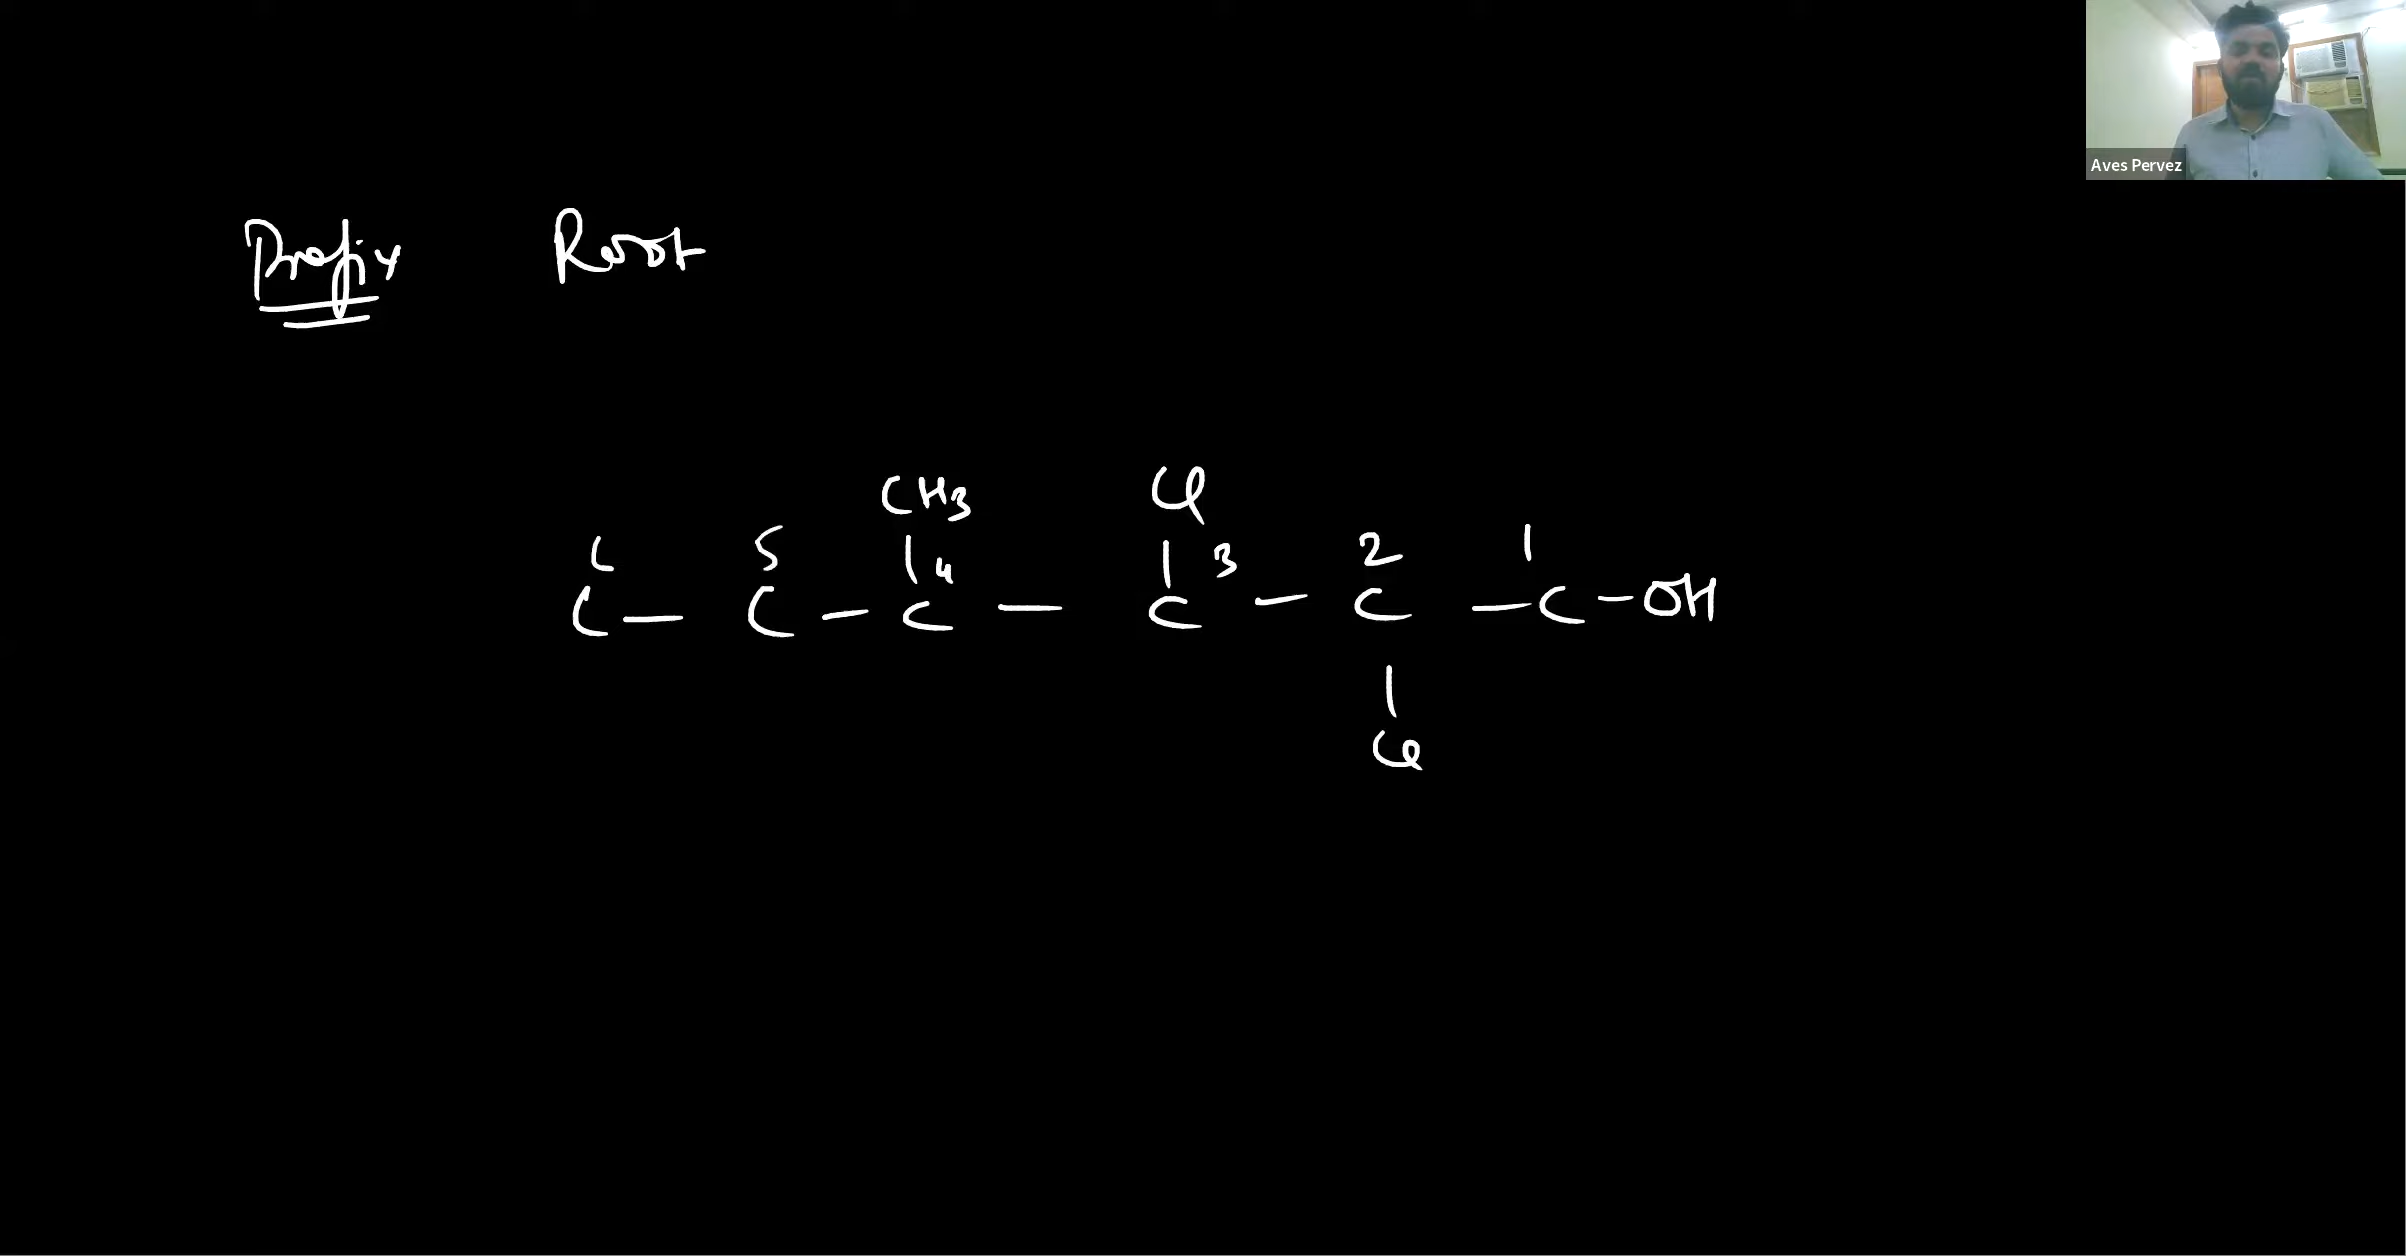 Aves Pervez
Prefix Root
CH3 Cl
6 5 4 3 2 1
C — C — C — C — C — C — OH
Cl